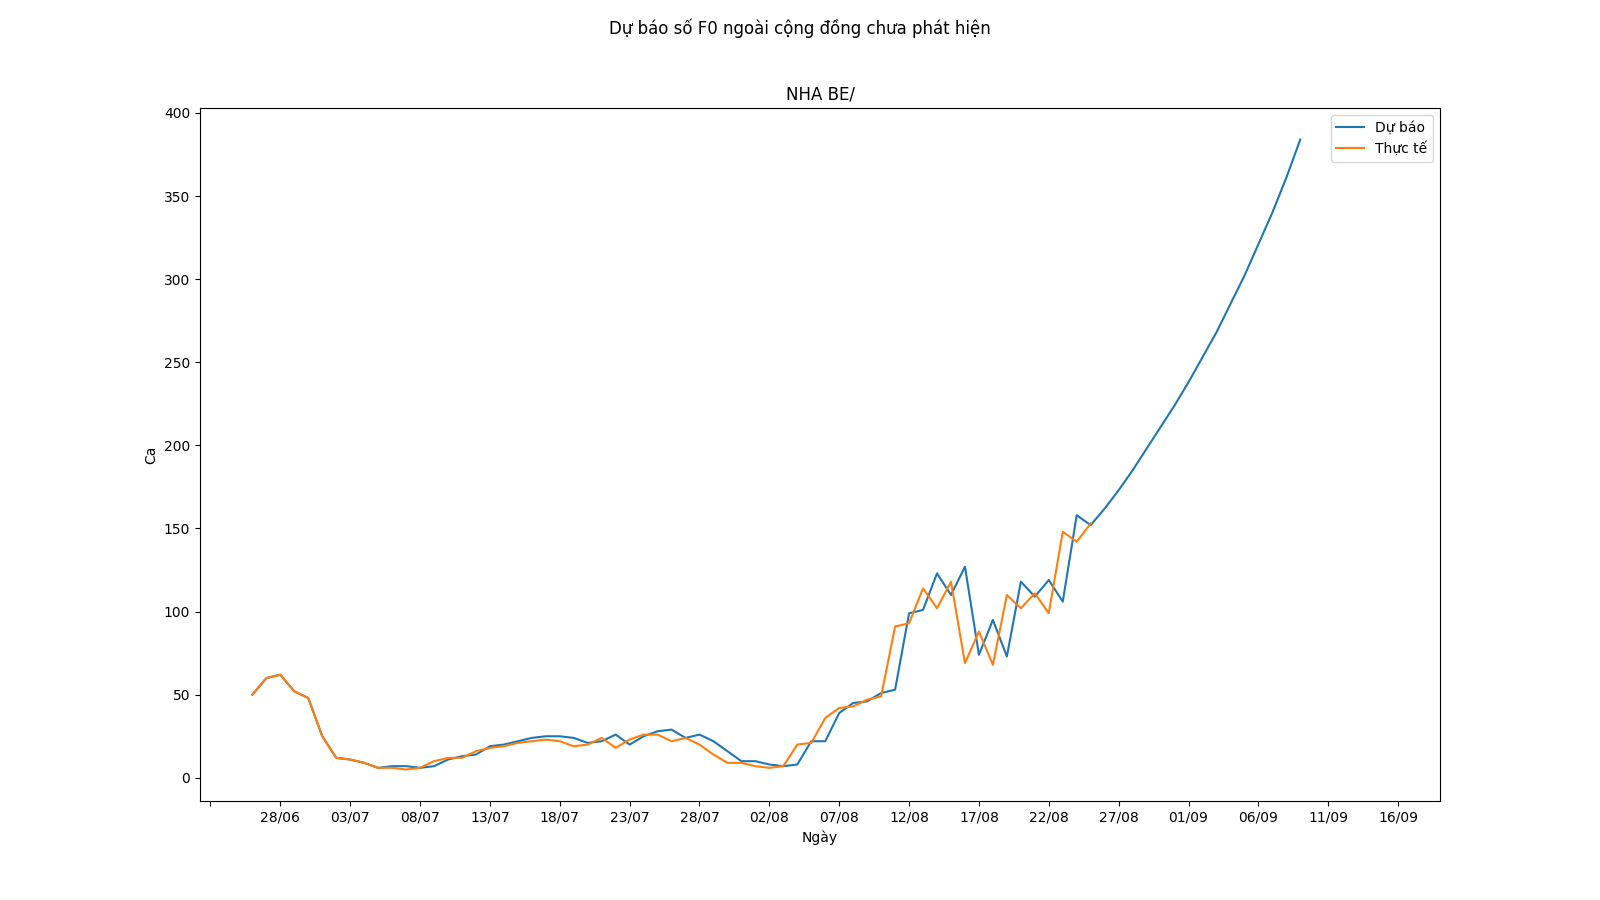 Dự báo số F0 ngoài cộng đồng chưa phát hiện
NHA BE/
Dự báo
Thực tế
400
350
300
250
200
150
100
50
0
Ca
28/06 03/07 08/07 13/07 18/07 23/07 28/07 02/08 07/08 12/08 17/08 22/08 27/08 01/09 06/09 11/09 16/09
Ngày